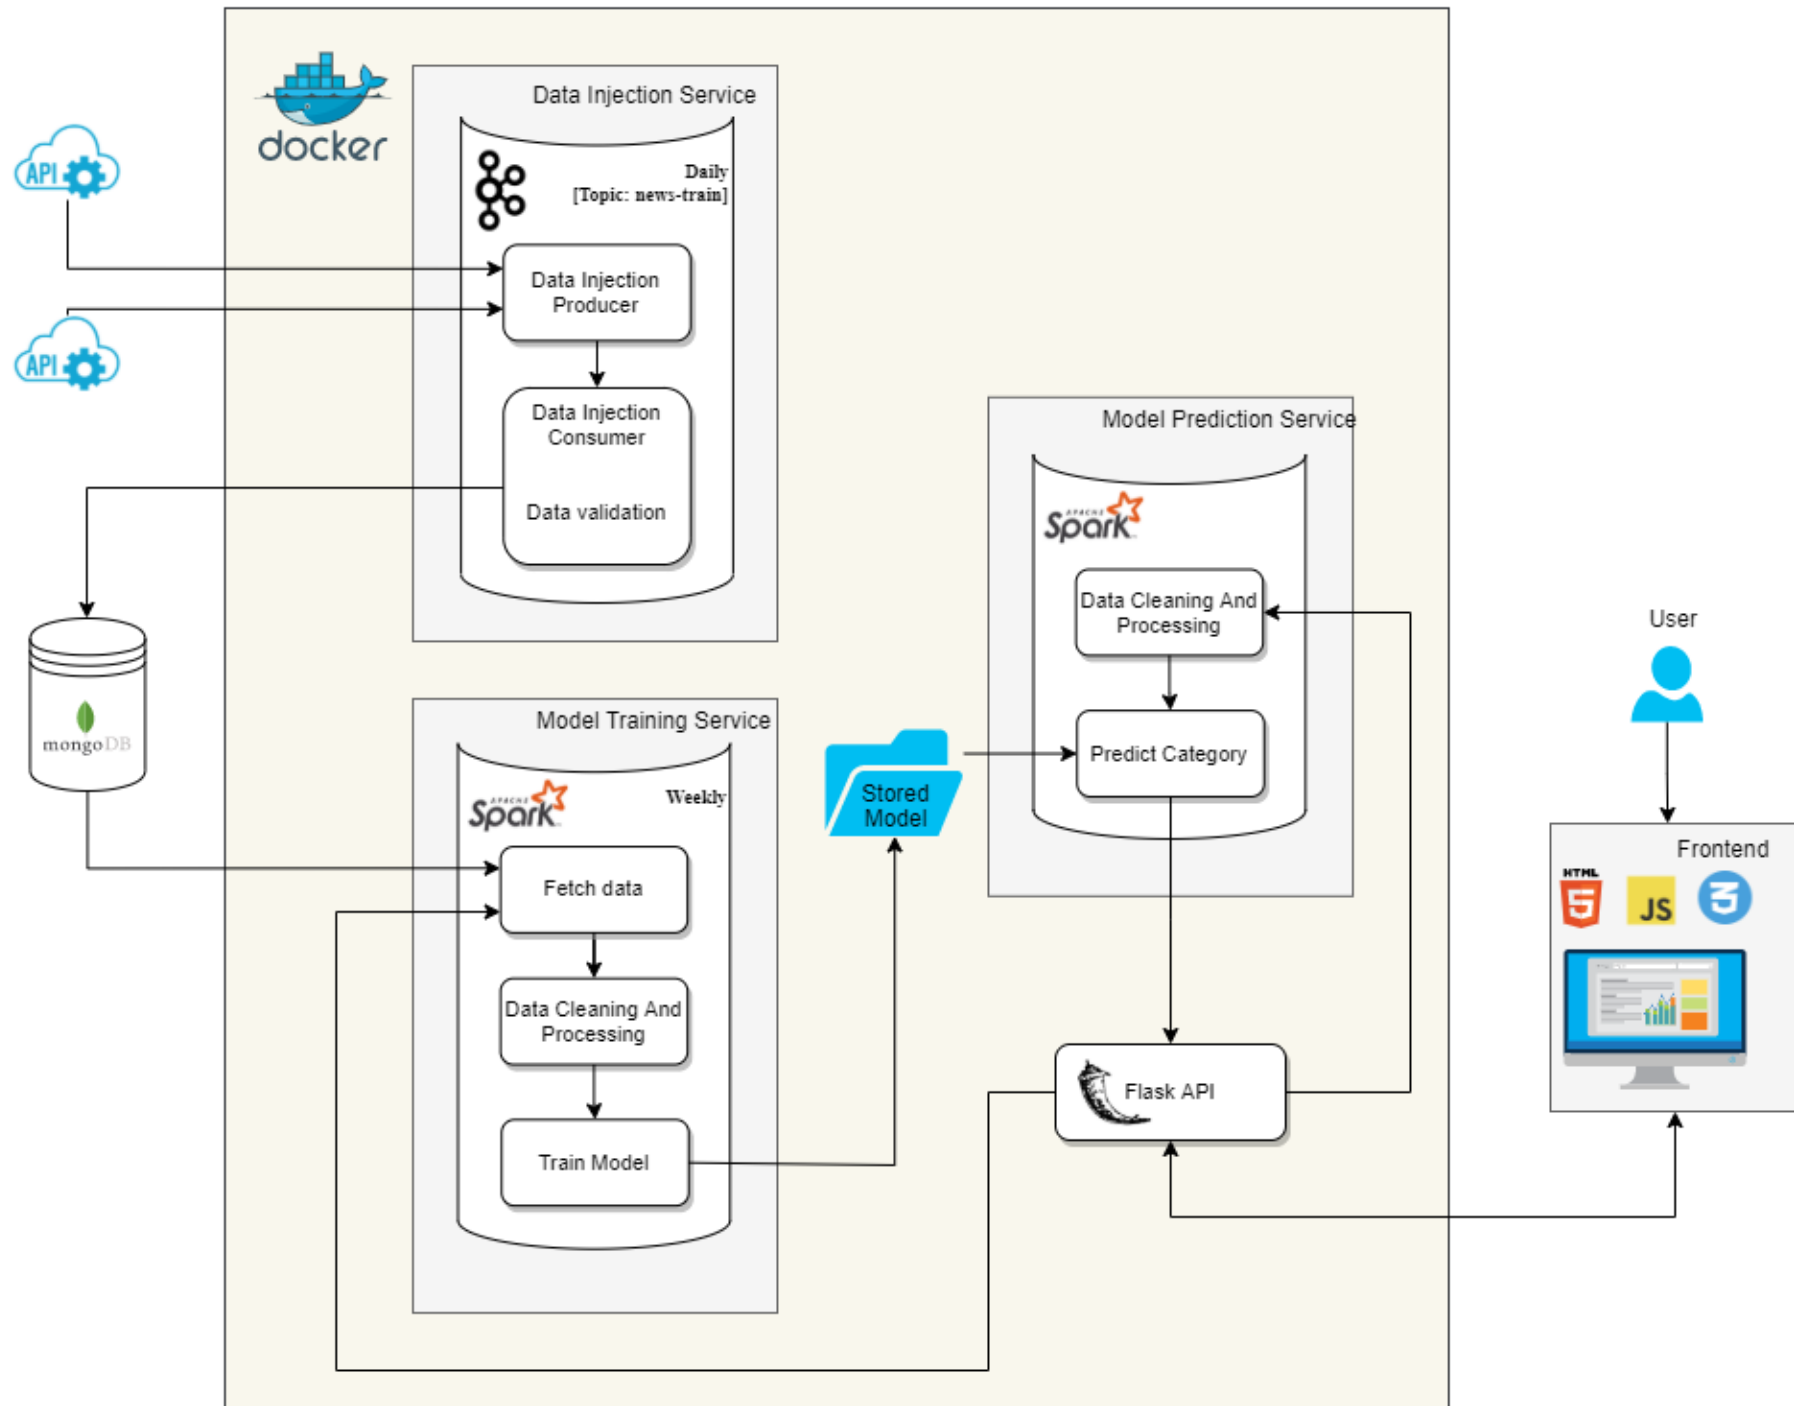 docker
Data Injection Service
Daily
[Topic: news-train]
API
Data Injection
Producer
API
Data Injection
Consumer
Data validation
mongoDB
Model Training Service
APACHE
Spark
Weekly
Fetch data
Data Cleaning And
Processing
Train Model
Stored
Model
Model Prediction Service
APACHE
Spark
Data Cleaning And
Processing
Predict Category
Flask API
User
Frontend
HTML
5
JS
3